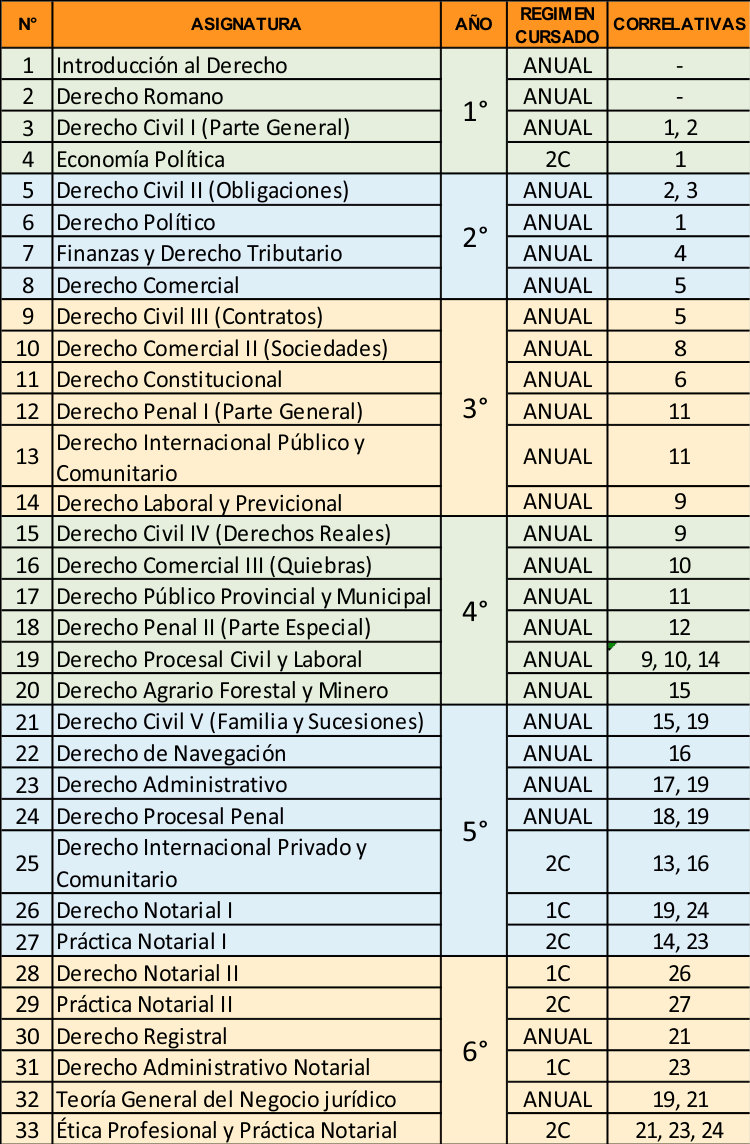 N° ASIGNATURA AÑO REGIMEN CURSADO CORRELATIVAS
1 Introducción al Derecho 1° ANUAL -
2 Derecho Romano ANUAL -
3 Derecho Civil I (Parte General) ANUAL 1, 2
4 Economía Política 2C 1
5 Derecho Civil II (Obligaciones) 2° ANUAL 2, 3
6 Derecho Político ANUAL 1
7 Finanzas y Derecho Tributario ANUAL 4
8 Derecho Comercial ANUAL 5
9 Derecho Civil III (Contratos) 3° ANUAL 5
10 Derecho Comercial II (Sociedades) ANUAL 8
11 Derecho Constitucional ANUAL 6
12 Derecho Penal I (Parte General) ANUAL 11
13 Derecho Internacional Público y
Comunitario ANUAL 11
14 Derecho Laboral y Previcional ANUAL 9
15 Derecho Civil IV (Derechos Reales) 4° ANUAL 9
16 Derecho Comercial III (Quiebras) ANUAL 10
17 Derecho Público Provincial y Municipal ANUAL 11
18 Derecho Penal II (Parte Especial) ANUAL 12
19 Derecho Procesal Civil y Laboral ANUAL 9, 10, 14
20 Derecho Agrario Forestal y Minero ANUAL 15
21 Derecho Civil V (Familia y Sucesiones) 5° ANUAL 15, 19
22 Derecho de Navegación ANUAL 16
23 Derecho Administrativo ANUAL 17, 19
24 Derecho Procesal Penal ANUAL 18, 19
25 Derecho Internacional Privado y
Comunitario 2C 13, 16
26 Derecho Notarial I 1C 19, 24
27 Práctica Notarial I 2C 14, 23
28 Derecho Notarial II 6° 1C 26
29 Práctica Notarial II 2C 27
30 Derecho Registral ANUAL 21
31 Derecho Administrativo Notarial 1C 23
32 Teoría General del Negocio jurídico ANUAL 19, 21
33 Ética Profesional y Práctica Notarial 2C 21, 23, 24